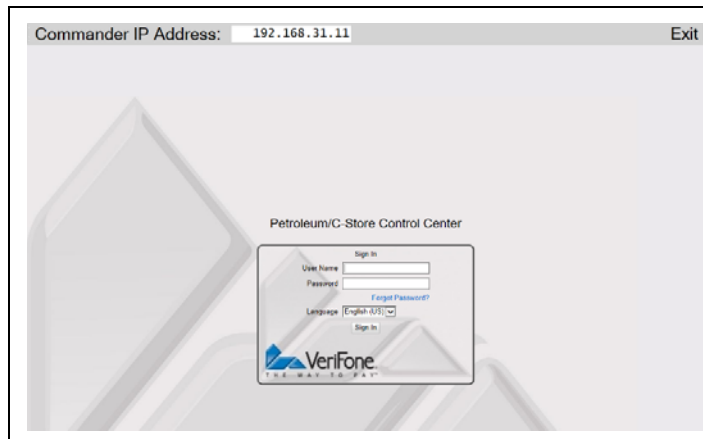 Commander IP Address: 192.168.31.11 Exit
Petroleum/C-Store Control Center
Sign In
User Name
Password
Forgot Password?
Language English (US)
Sign In
VeriFone
THE WAY TO PAY